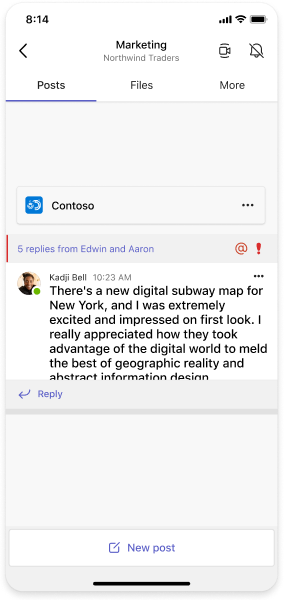 8:14
Marketing
Northwind Traders
Posts
Files
More
Contoso
•••
5 replies from Edwin and Aaron
@
!
Kadji Bell 10:23 AM
•••
There's a new digital subway map for
New York, and I was extremely
excited and impressed on first look. I
really appreciated how they took
advantage of the digital world to meld
the best of geographic reality and
abstract information design
Reply
New post